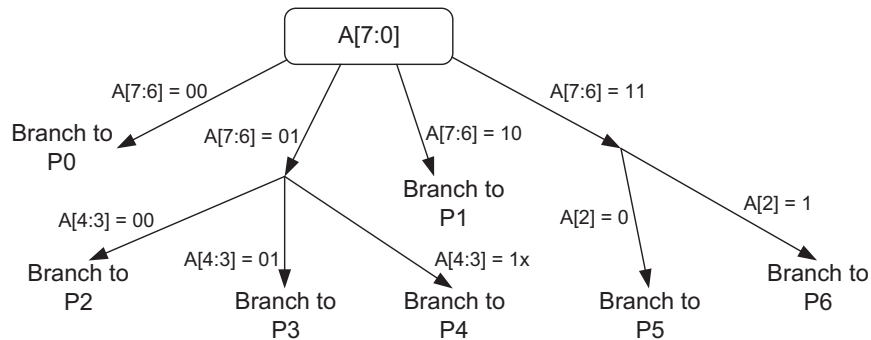 A[7:0]
A[7:6] = 00
A[7:6] = 11
Branch to
P0
A[7:6] = 01
A[7:6] = 10
Branch to
P1
A[4:3] = 00
A[2] = 0
A[2] = 1
Branch to
P2
A[4:3] = 01
A[4:3] = 1x
Branch to
P3
Branch to
P4
Branch to
P5
Branch to
P6